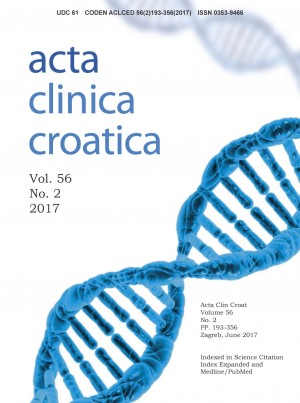 UDC 61 CODEN ACLCED 56(2)193-356(2017) ISSN 0353-9466
acta
clinica
croatica
Vol. 56
No. 2
2017
Acta Clin Croat
Volume 56
No. 2
PP. 193-356
Zagreb, June 2017
Indexed in Science Citation
Index Expanded and
Medline/PubMed